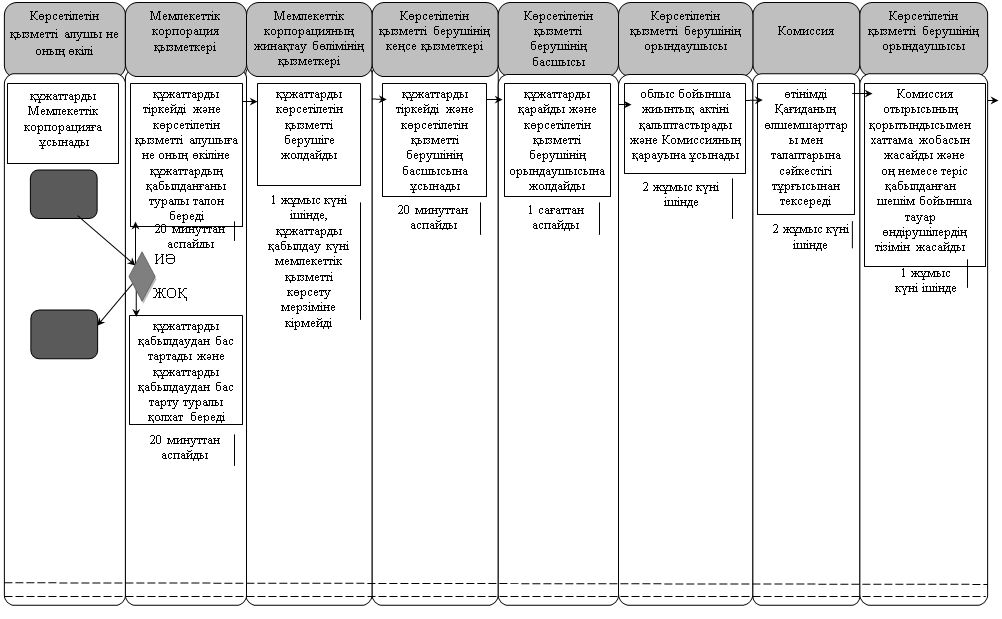 Көрсетілетін
қызметті алушы не
оның өкілі
Мемлекеттік
корпорация
қызметкері
Мемлекеттік
корпорацияның
жинақтау бөлімінің
қызметкері
Көрсетілетін
қызметті берушінің
кеңсе қызметкері
Көрсетілетін
қызметті
берушінің
басшысы
Көрсетілетін
қызметті берушінің
орындаушысы
Комиссия
Көрсетілетін
қызметті берушінің
орындаушысы
құжаттарды
Мемлекеттік
корпорацияға
ұсынады
құжаттарды
тіркейді және
көрсетілетін
қызметті алушыға
не оның өкіліне
құжаттардың
қабылданғаны
туралы талон
береді
20 минуттан
аспайды
ИӘ
ЖОҚ
құжаттарды
қабылдаудан бас
тартады және
құжаттарды
қабылдаудан бас
тарту туралы
қолхат береді
20 минуттан
аспайды
құжаттарды
көрсетілетін
қызметті
берушіге
жолдайды
1 жұмыс күні
ішінде,
құжаттарды
қабылдау күні
мемлекеттік
қызметті
көрсету
мерзіміне
кірмейді
құжаттарды
тіркейді және
көрсетілетін
қызметті
берушінің
басшысына
ұсынады
20 минуттан
аспайды
құжаттарды
қарайды және
көрсетілетін
қызметті
берушінің
орындаушысына
жолдайды
1 сағаттан
аспайды
облыс бойынша
жиынтық актіні
қалыптастырады
және Комиссияның
қарауына ұсынады
2 жұмыс күні
ішінде
өтінімді
Қағиданың
өлшемшарттар
ы мен
талаптарына
сәйкестігі
тұрғысынан
тексереді
2 жұмыс күні
ішінде
Комиссия
отырысының
қорытындысымен
хаттама жобасын
жасайды және
оң немесе теріс
қабылданған
шешім бойынша
тауар
өндірушілердің
тізімін жасайды
1 жұмыс
күні ішінде